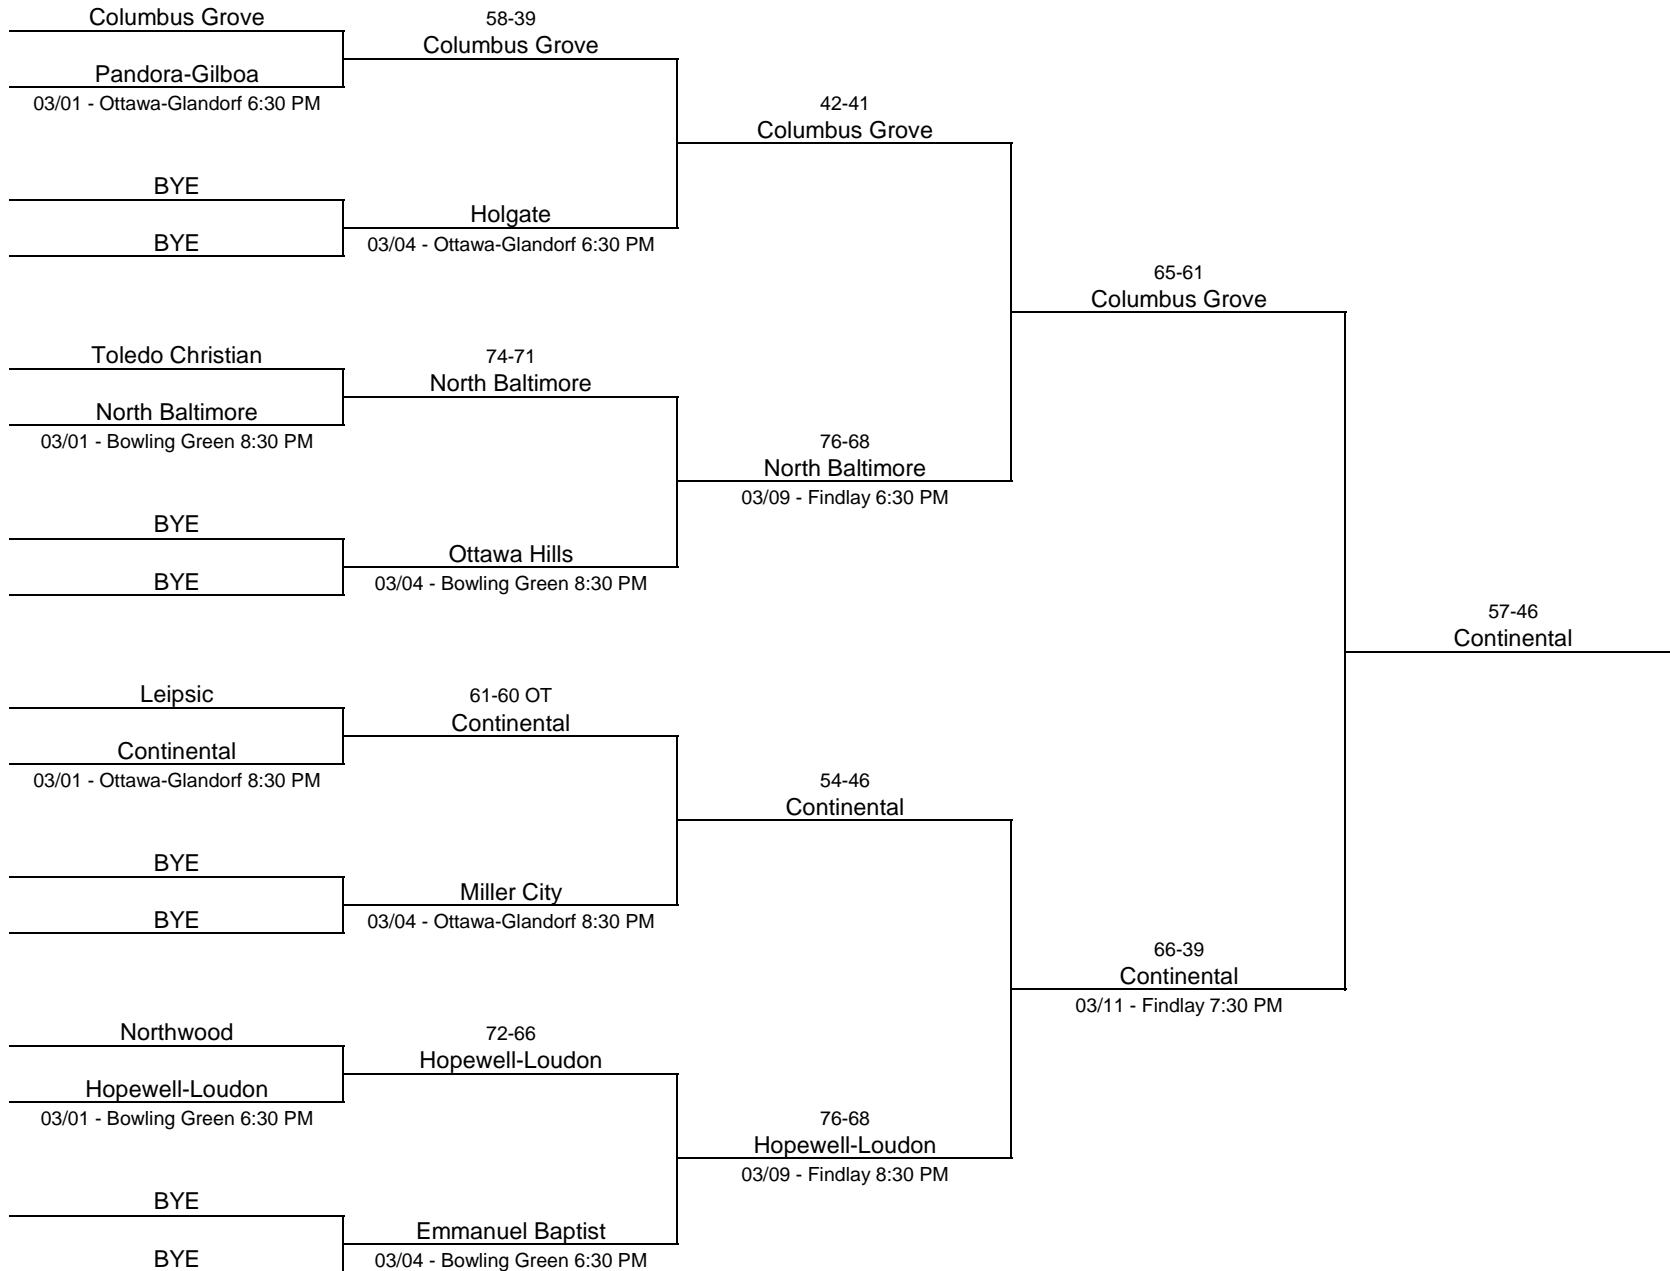 Columbus Grove
58-39
Columbus Grove
Pandora-Gilboa
03/01 - Ottawa-Glandorf 6:30 PM
42-41
Columbus Grove
BYE
Holgate
BYE
03/04 - Ottawa-Glandorf 6:30 PM
65-61
Columbus Grove
Toledo Christian
74-71
North Baltimore
North Baltimore
03/01 - Bowling Green 8:30 PM
76-68
North Baltimore
03/09 - Findlay 6:30 PM
BYE
Ottawa Hills
BYE
03/04 - Bowling Green 8:30 PM
57-46
Continental
Leipsic
61-60 OT
Continental
Continental
03/01 - Ottawa-Glandorf 8:30 PM
54-46
Continental
BYE
Miller City
BYE
03/04 - Ottawa-Glandorf 8:30 PM
66-39
Continental
03/11 - Findlay 7:30 PM
Northwood
72-66
Hopewell-Loudon
Hopewell-Loudon
03/01 - Bowling Green 6:30 PM
76-68
Hopewell-Loudon
03/09 - Findlay 8:30 PM
BYE
Emmanuel Baptist
BYE
03/04 - Bowling Green 6:30 PM